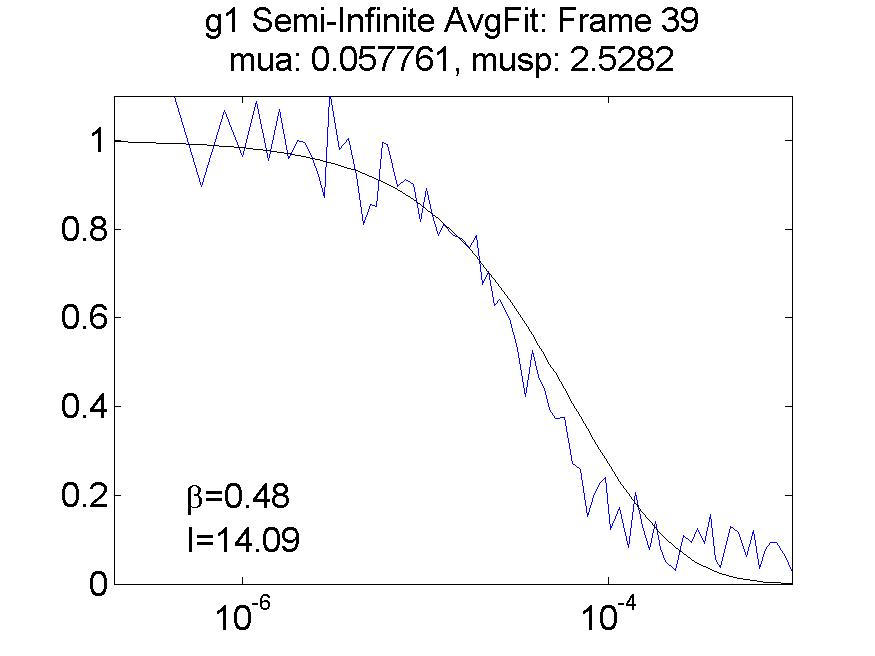 g1 Semi-Infinite AvgFit: Frame 39
mua: 0.057761, musp: 2.5282
1
0.8
0.6
0.4
0.2
0
β=0.48
I=14.09
10^-6
10^-4